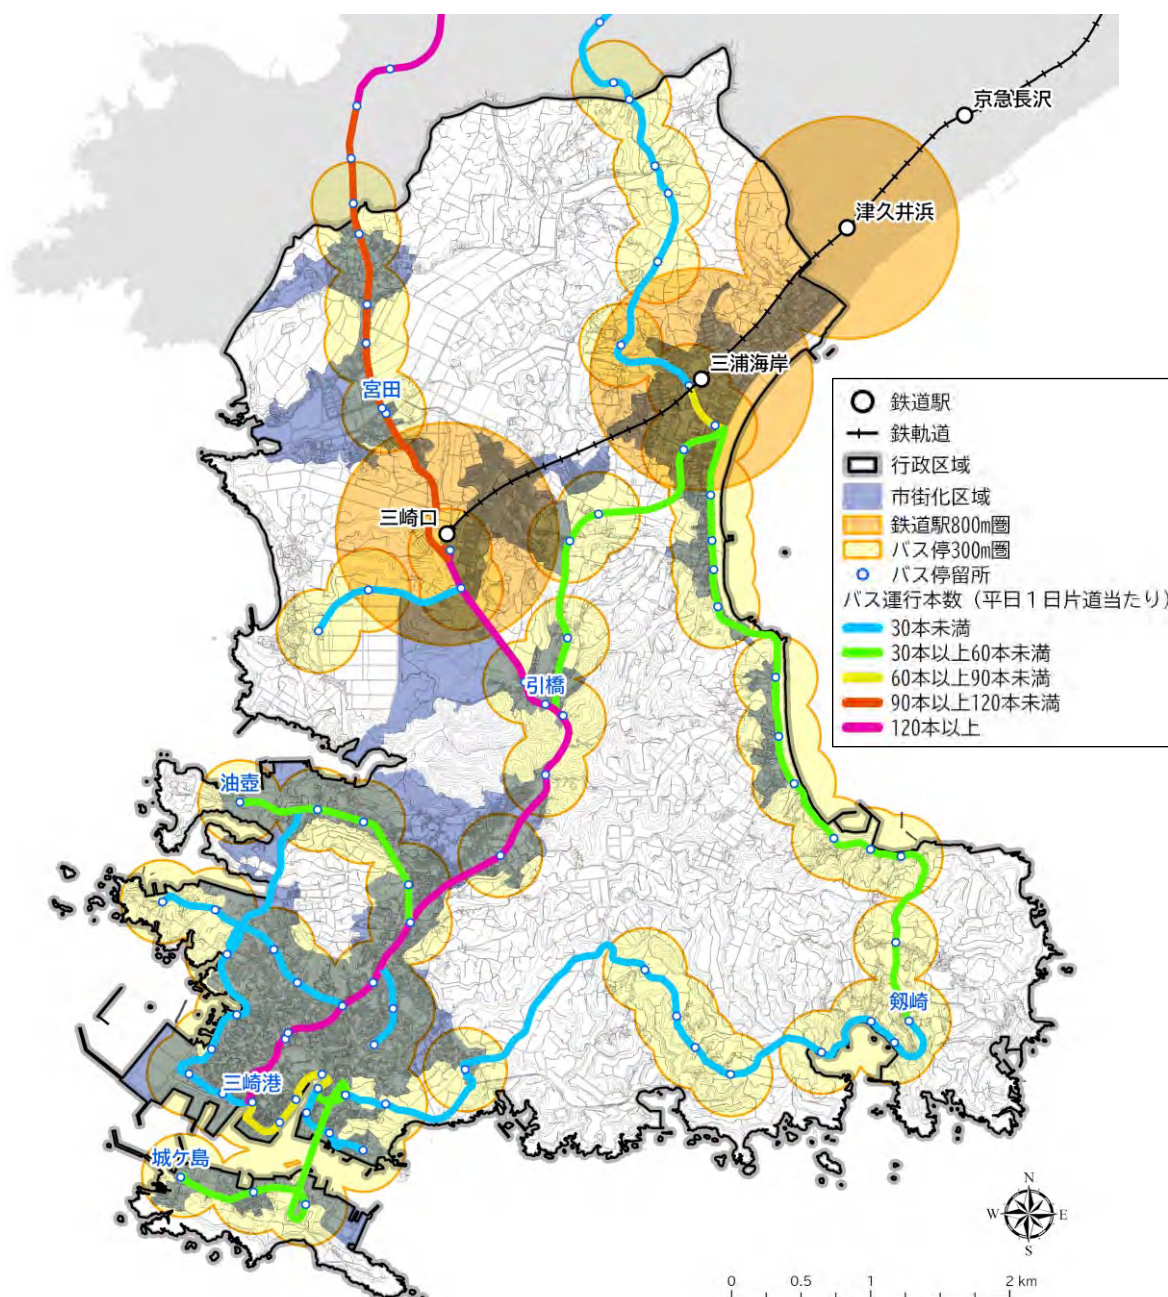 京急長沢
津久井浜
三浦海岸
宮田
三崎口
引橋
油壺
剱崎
三崎港
城ケ島
鉄道駅
鉄軌道
行政区域
市街化区域
鉄道駅800m圏
バス停300m圏
バス停留所
バス運行本数（平日１日片道当たり）
30本未満
30本以上60本未満
60本以上90本未満
90本以上120本未満
120本以上
N
W E
S
0 0.5 1 2 km